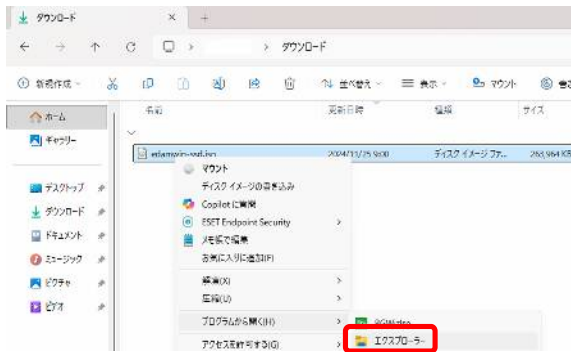 ダウンロード
ダウンロード
新規作成
並べ替え
表示
マウント
名前
更新日時
種類
サイズ
ホーム
ギャラリー
2024/11/25 9:00
ディスク イメージ ファ...
263,964 KB
マウント
ディスク イメージの書き込み
デスクトップ
Copilot に質問
ダウンロード
ESET Endpoint Security
ドキュメント
メモ帳で編集
ミュージック
お気に入りに追加(F)
ピクチャ
解凍(X)
ビデオ
圧縮(U)
プログラムから開く(H)
エクスプローラー
アクセスを許可する(G)